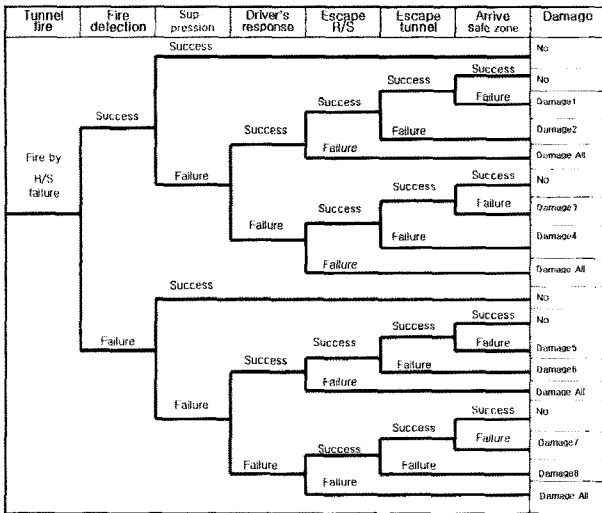 Tunnel fire
Fire detection
Sup- pression
Driver's response
Escape R/S
Escape tunnel
Arrive safe zone
Damage
Success
No
Success
Success
No
Failure
Damage1
Success
Success
Failure
Damage2
Success
Failure
Damage All
Fire by
R/S
failure
Failure
Success
No
Success
Failure
Damage3
Failure
Success
Failure
Damage4
Failure
Damage All
Success
No
Success
No
Success
Failure
Failure
Damage5
Success
Success
Failure
Damage6
Failure
Damage All
Failure
Success
No
Success
Failure
Damage7
Success
Failure
Failure
Damage8
Failure
Damage All